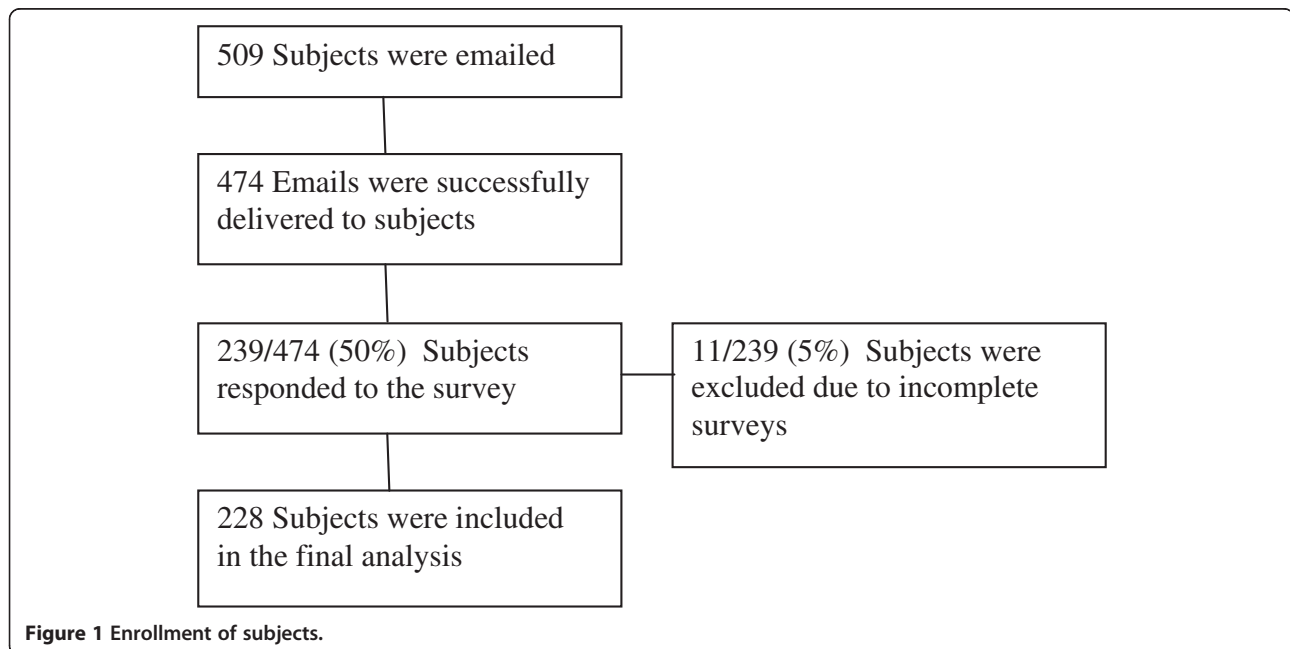 509 Subjects were emailed
474 Emails were successfully
delivered to subjects
239/474 (50%) Subjects
responded to the survey
11/239 (5%) Subjects were
excluded due to incomplete
surveys
228 Subjects were included
in the final analysis
Figure 1 Enrollment of subjects.